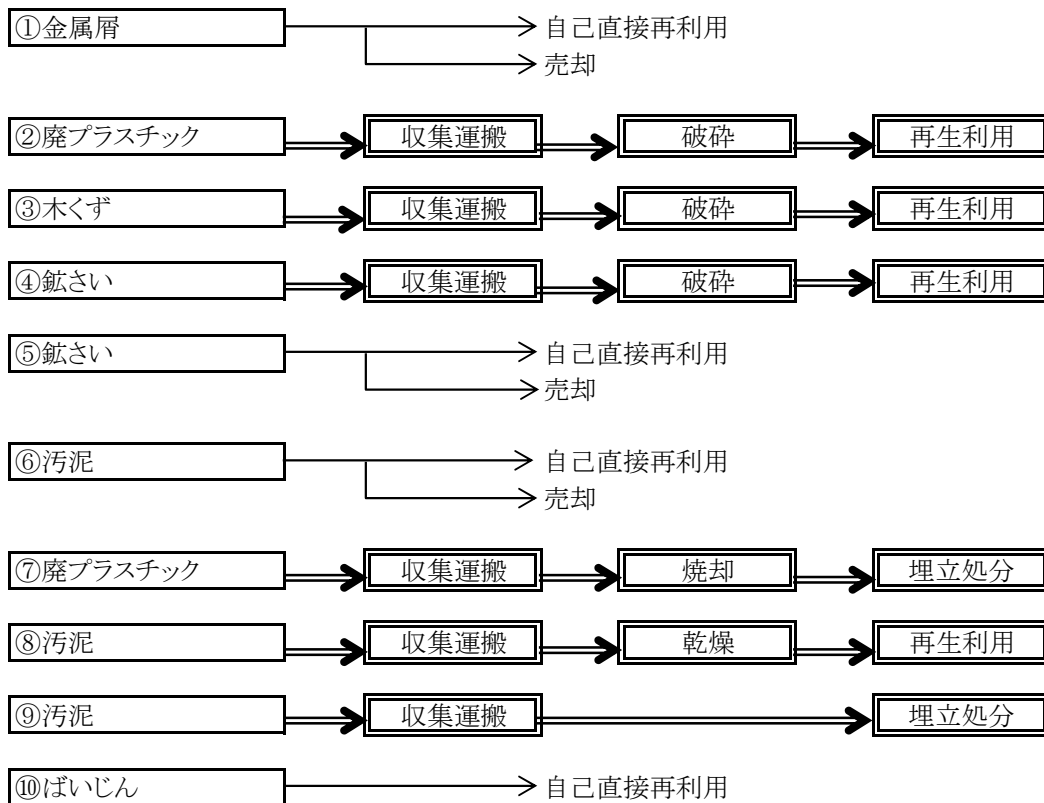 ①金属屑 自己直接再利用
売却
②廃プラスチック 収集運搬 破砕 再生利用
③木くず 収集運搬 破砕 再生利用
④鉱さい 収集運搬 破砕 再生利用
⑤鉱さい 自己直接再利用
売却
⑥汚泥 自己直接再利用
売却
⑦廃プラスチック 収集運搬 焼却 埋立処分
⑧汚泥 収集運搬 乾燥 再生利用
⑨汚泥 収集運搬 埋立処分
⑩ばいじん 自己直接再利用